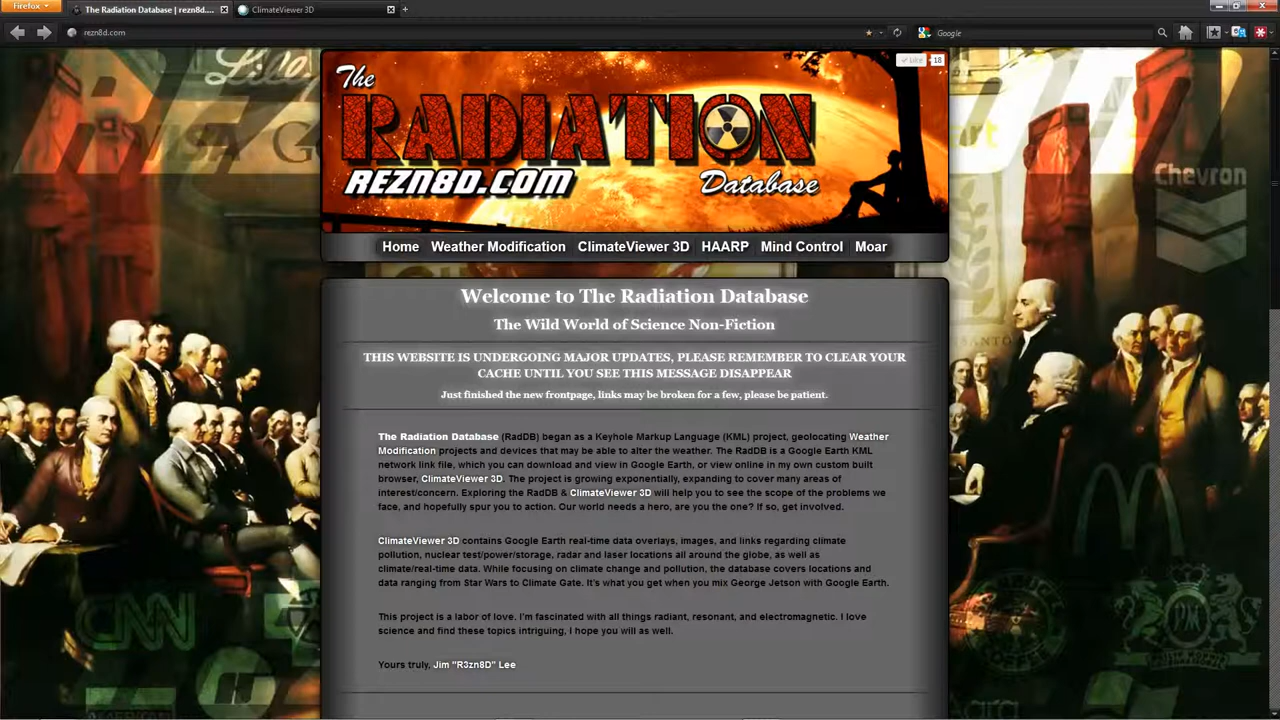 Firefox
The Radiation Database | rezn8d....
ClimateViewer 3D
rezn8d.com
Google
Like 18
The
RADIATION
REZN8D.COM
Database
Home Weather Modification ClimateViewer 3D HAARP Mind Control Moar
Chevron
Welcome to The Radiation Database
The Wild World of Science Non-Fiction
THIS WEBSITE IS UNDERGOING MAJOR UPDATES, PLEASE REMEMBER TO CLEAR YOUR
CACHE UNTIL YOU SEE THIS MESSAGE DISAPPEAR
Just finished the new frontpage, links may be broken for a few, please be patient.
The Radiation Database (RadDB) began as a Keyhole Markup Language (KML) project, geolocating Weather
Modification projects and devices that may be able to alter the weather. The RadDB is a Google Earth KML
network link file, which you can download and view in Google Earth, or view online in my own custom built
browser, ClimateViewer 3D. The project is growing exponentially, expanding to cover many areas of
interest/concern. Exploring the RadDB & ClimateViewer 3D will help you to see the scope of the problems we
face, and hopefully spur you to action. Our world needs a hero, are you the one? If so, get involved.
ClimateViewer 3D contains Google Earth real-time data overlays, images, and links regarding climate
pollution, nuclear test/power/storage, radar and laser locations all around the globe, as well as
climate/real-time data. While focusing on climate change and pollution, the database covers locations and
data ranging from Star Wars to Climate Gate. It's what you get when you mix George Jetson with Google Earth.
This project is a labor of love. I'm fascinated with all things radiant, resonant, and electromagnetic. I love
science and find these topics intriguing, I hope you will as well.
Yours truly, Jim "R3zn8D" Lee
CNN